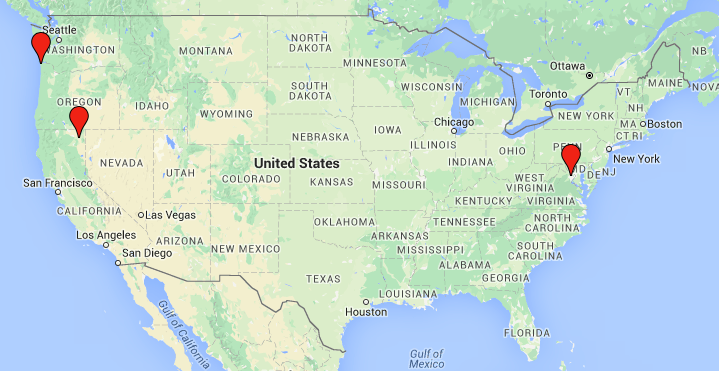 Seattle
WASHINGTON
MONTANA
NORTH
DAKOTA
MINNESOTA
Ottawa
NB
MAINE
NOVA
OREGON
IDAHO
WYOMING
SOUTH
DAKOTA
WISCONSIN
MICHIGAN
Toronto
VT
NH
NEW YORK
MA
Boston
CT
RI
Chicago
IOWA
NEBRASKA
ILLINOIS
INDIANA
OHIO
PENN
New York
NEVADA
UTAH
COLORADO
United States
KANSAS
MISSOURI
WEST
VIRGINIA
MD
DE
NJ
KENTUCKY
VIRGINIA
San Francisco
CALIFORNIA
Las Vegas
Los Angeles
San Diego
ARIZONA
NEW MEXICO
OKLAHOMA
ARKANSAS
TENNESSEE
NORTH
CAROLINA
SOUTH
CAROLINA
MISSISSIPPI
ALABAMA
GEORGIA
TEXAS
LOUISIANA
Houston
FLORIDA
Gulf of
California
Gulf of
Mexico